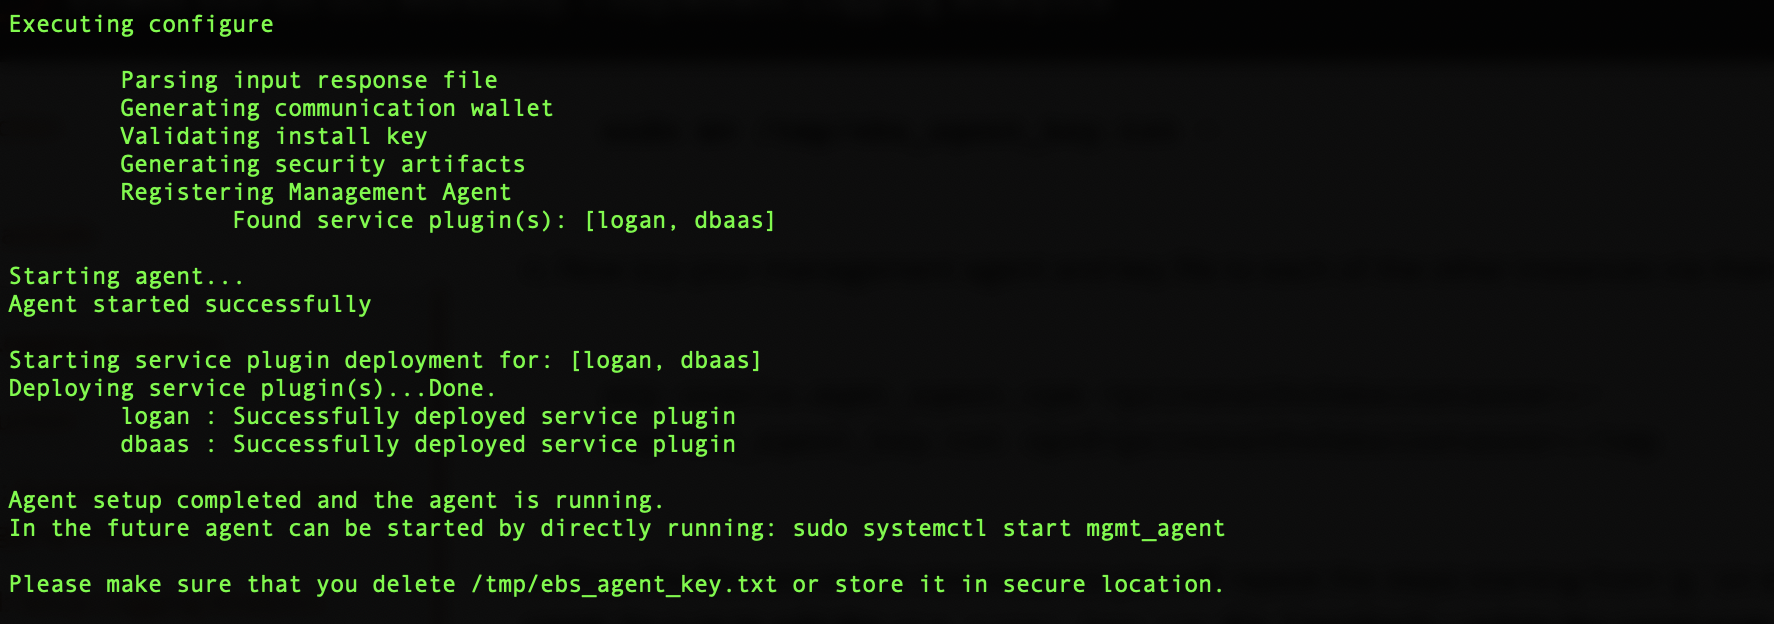 Executing configure
Parsing input response file
Generating communication wallet
Validating install key
Generating security artifacts
Registering Management Agent
Found service plugin(s): [logan, dbaas]
Starting agent...
Agent started successfully
Starting service plugin deployment for: [logan, dbaas]
Deploying service plugin(s)...Done.
logan : Successfully deployed service plugin
dbaas : Successfully deployed service plugin
Agent setup completed and the agent is running.
In the future agent can be started by directly running: sudo systemctl start mgmt_agent
Please make sure that you delete /tmp/ebs_agent_key.txt or store it in secure location.